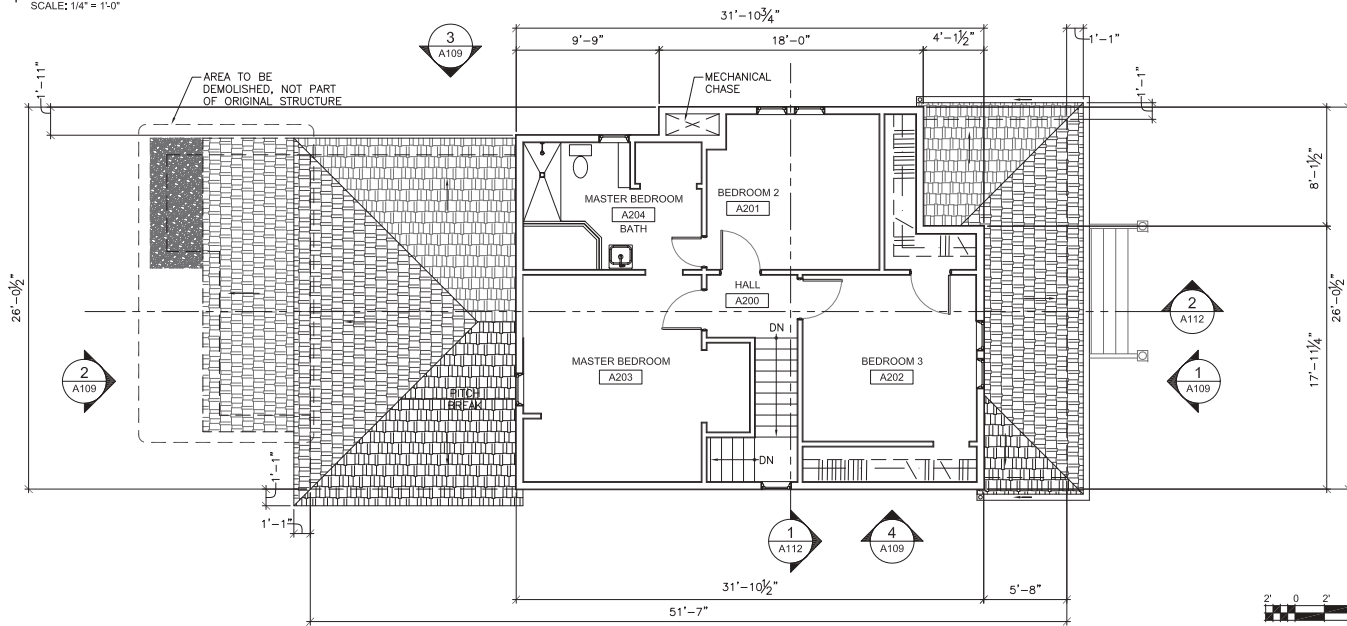 SCALE: 1/4" = 1'-0"
31'-10¾"
9'-9"
18'-0"
4'-1½"
1'-1"
3
A109
1'-11"
AREA TO BE
DEMOLISHED, NOT PART
OF ORIGINAL STRUCTURE
MECHANICAL
CHASE
1'-1"
8'-1½"
MASTER BEDROOM
A204
BATH
BEDROOM 2
A201
HALL
A200
26'-0½"
26'-0½"
2
A112
DN
MASTER BEDROOM
A203
BEDROOM 3
A202
2
A109
1
A109
17'-11¼"
PITCH
BREAK
DN
1'-1"
1'-1"
1
A112
4
A109
31'-10½"
5'-8"
51'-7"
2' 0 2'